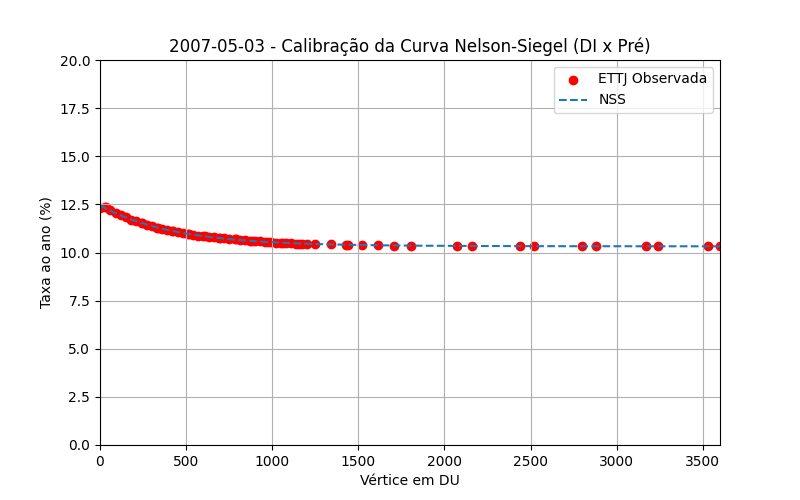 2007-05-03 - Calibração da Curva Nelson-Siegel (DI x Pré)
ETTJ Observada
NSS
Taxa ao ano (%)
20.0
17.5
15.0
12.5
10.0
7.5
5.0
2.5
0.0
0 500 1000 1500 2000 2500 3000 3500
Vértice em DU